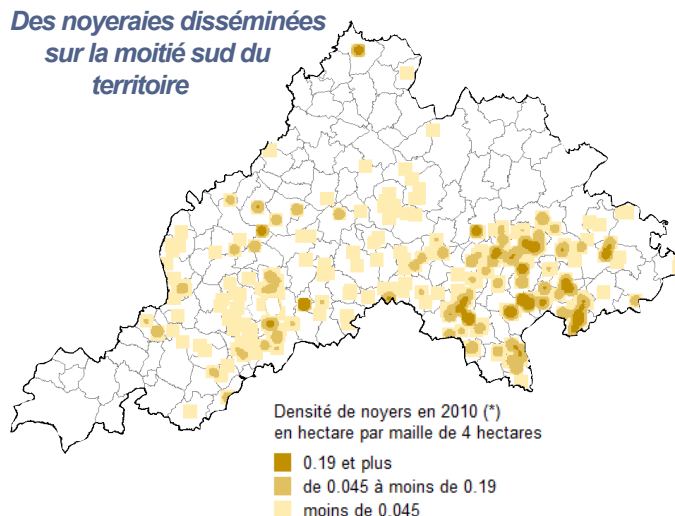 Des noyeraies disséminées
sur la moitié sud du
territoire
Densité de noyers en 2010 (*)
en hectare par maille de 4 hectares
0.19 et plus
de 0.045 à moins de 0.19
moins de 0.045